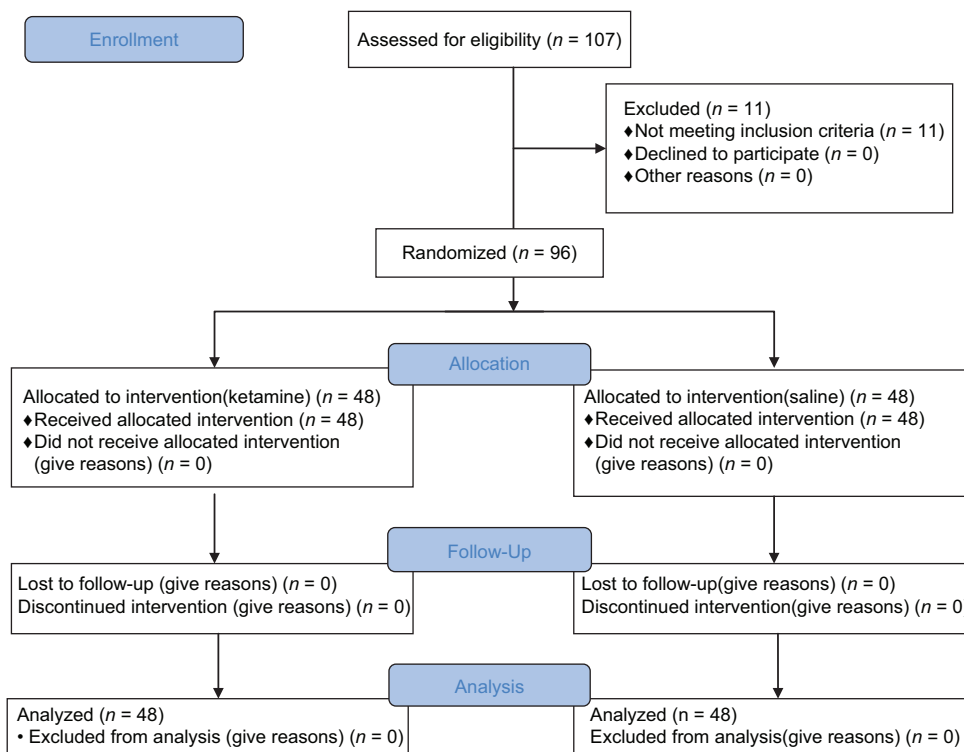 Enrollment
Assessed for eligibility (n = 107)
Excluded (n = 11)
♦Not meeting inclusion criteria (n = 11)
♦Declined to participate (n = 0)
♦Other reasons (n = 0)
Randomized (n = 96)
Allocation
Allocated to intervention(ketamine) (n = 48)
♦Received allocated intervention (n = 48)
♦Did not receive allocated intervention
(give reasons) (n = 0)
Allocated to intervention(saline) (n = 48)
♦Received allocated intervention (n = 48)
♦Did not receive allocated intervention
(give reasons) (n = 0)
Follow-Up
Lost to follow-up (give reasons) (n = 0)
Discontinued intervention (give reasons) (n = 0)
Lost to follow-up(give reasons) (n = 0)
Discontinued intervention(give reasons) (n = 0)
Analysis
Analyzed (n = 48)
• Excluded from analysis (give reasons) (n = 0)
Analyzed (n = 48)
Excluded from analysis(give reasons) (n = 0)